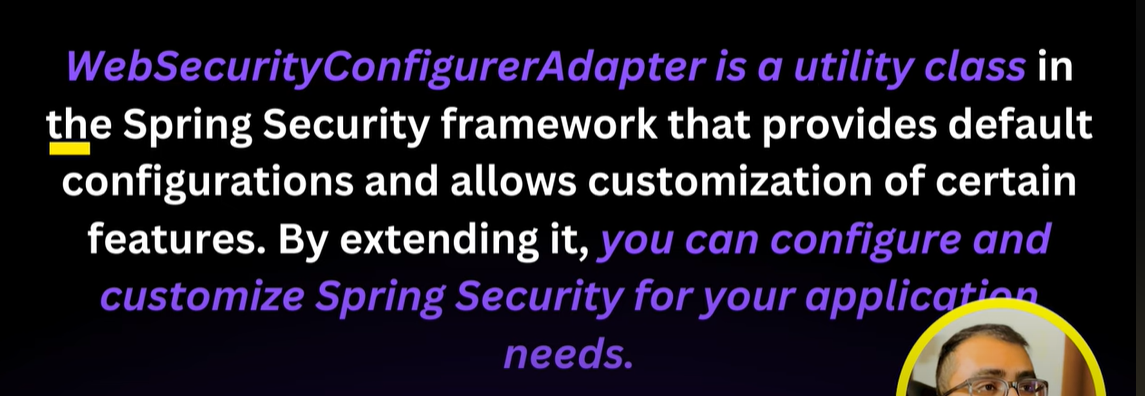 WebSecurityConfigurerAdapter is a utility class in
the Spring Security framework that provides default
configurations and allows customization of certain
features. By extending it, you can configure and
customize Spring Security for your application
needs.